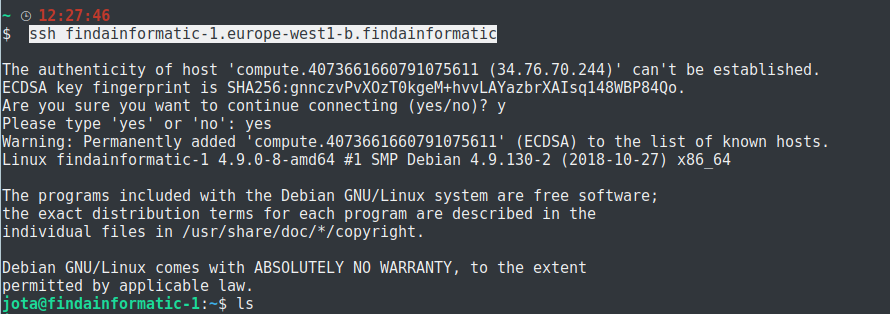 ~ 12:27:46
$ ssh findainformatic-1.europe-west1-b.findainformatic
The authenticity of host 'compute.4073661660791075611 (34.76.70.244)' can't be established.
ECDSA key fingerprint is SHA256:gnnczvPvXOzT0kgeM+hvvLAYazbrXAIsq148WBP84Qo.
Are you sure you want to continue connecting (yes/no)? y
Please type 'yes' or 'no': yes
Warning: Permanently added 'compute.4073661660791075611' (ECDSA) to the list of known hosts.
Linux findainformatic-1 4.9.0-8-amd64 #1 SMP Debian 4.9.130-2 (2018-10-27) x86_64
The programs included with the Debian GNU/Linux system are free software;
the exact distribution terms for each program are described in the
individual files in /usr/share/doc/*/copyright.
Debian GNU/Linux comes with ABSOLUTELY NO WARRANTY, to the extent
permitted by applicable law.
jota@findainformatic-1:~$ ls